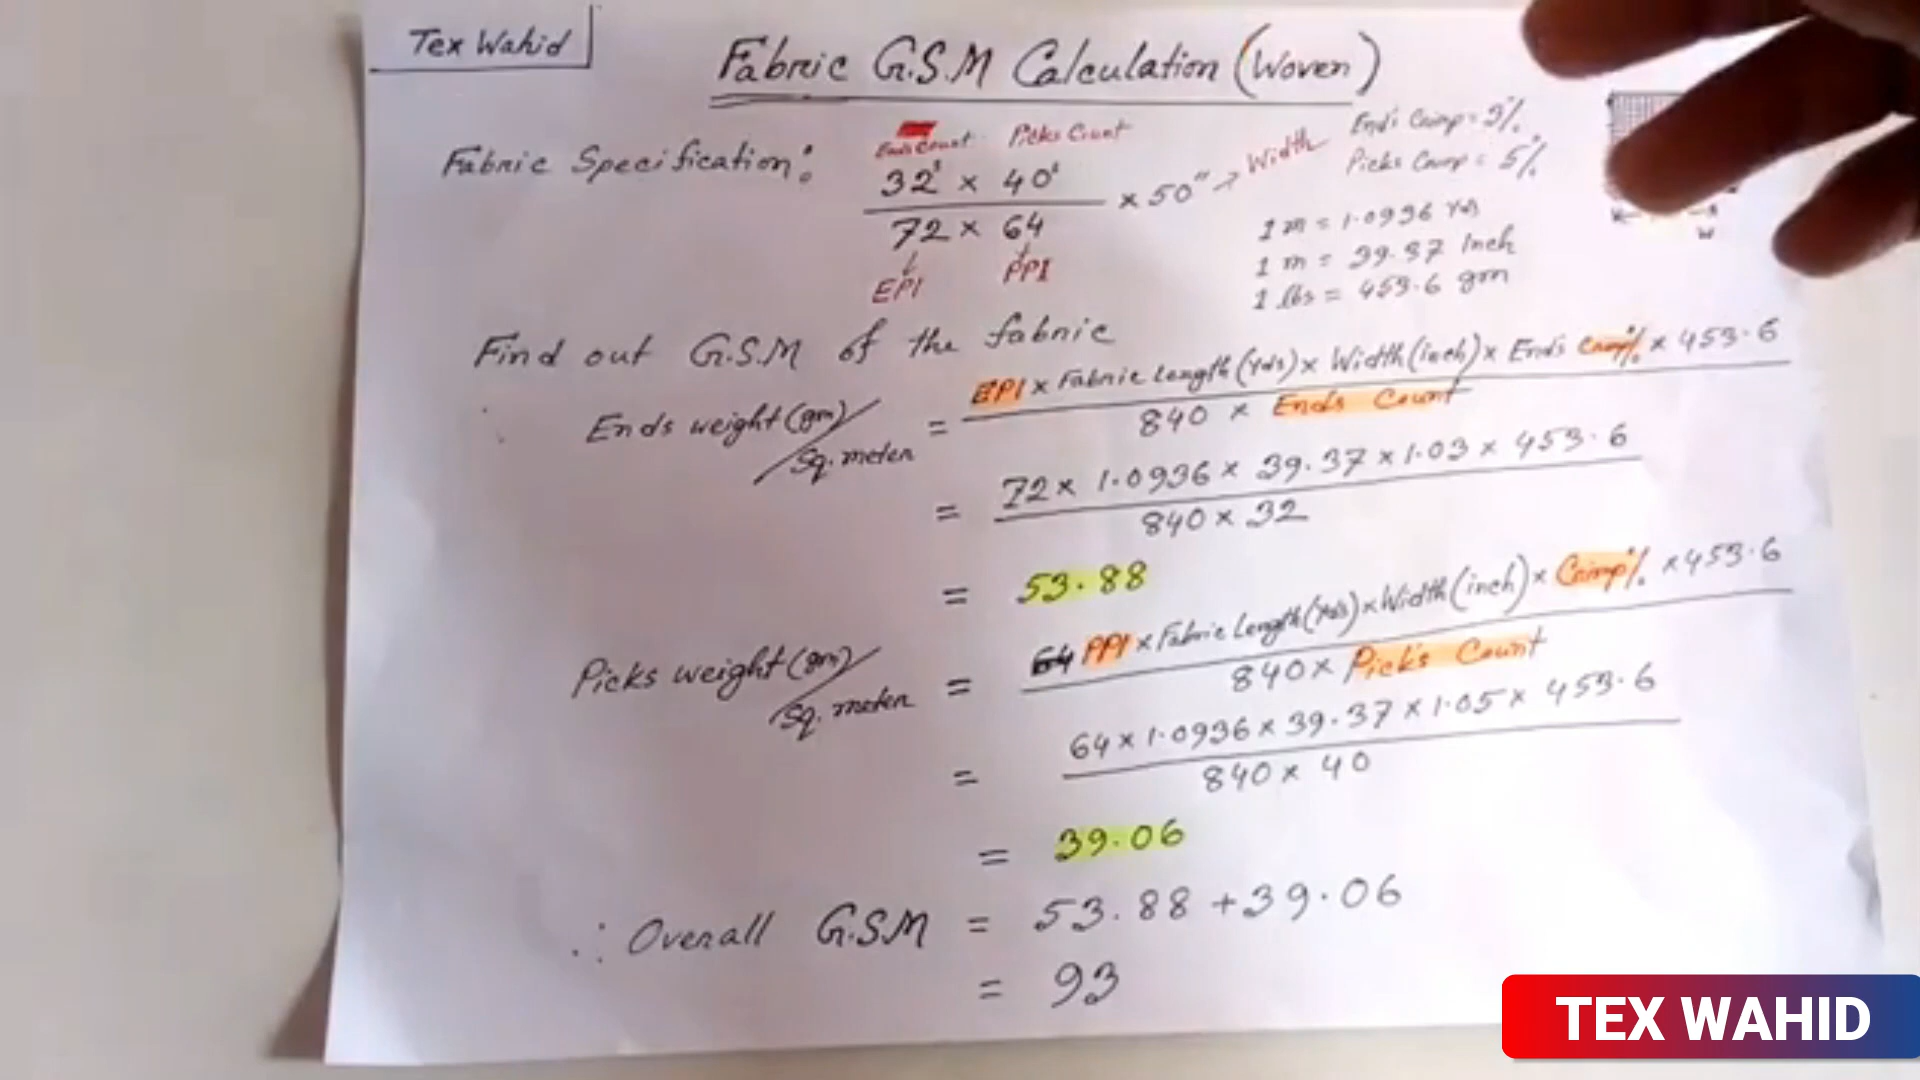 Tex Wahid
Fabric G.S.M Calculation (Woven)
Ends Count Picks Count
Fabric Specification: 32s × 40s / 72 × 64 × 50" → Width
EPI PPI
Ends Crimp = 3%
Picks Crimp = 5%
1 m = 1.0936 Yds
1 m = 39.37 Inch
1 lbs = 453.6 gm
W
Find out G.S.M of the fabric
Ends weight (gm)/Sq. meter = EPI × Fabric Length (Yds) × Width (inch) × Ends Crimp% × 453.6 / 840 × Ends Count
= 72 × 1.0936 × 39.37 × 1.03 × 453.6 / 840 × 32
= 53.88
Picks weight (gm)/Sq. meter = 64 PPI × Fabric Length (Yds) × Width (inch) × Crimp% × 453.6 / 840 × Picks Count
= 64 × 1.0936 × 39.37 × 1.05 × 453.6 / 840 × 40
= 39.06
∴ Overall G.S.M = 53.88 + 39.06
= 93
TEX WAHID